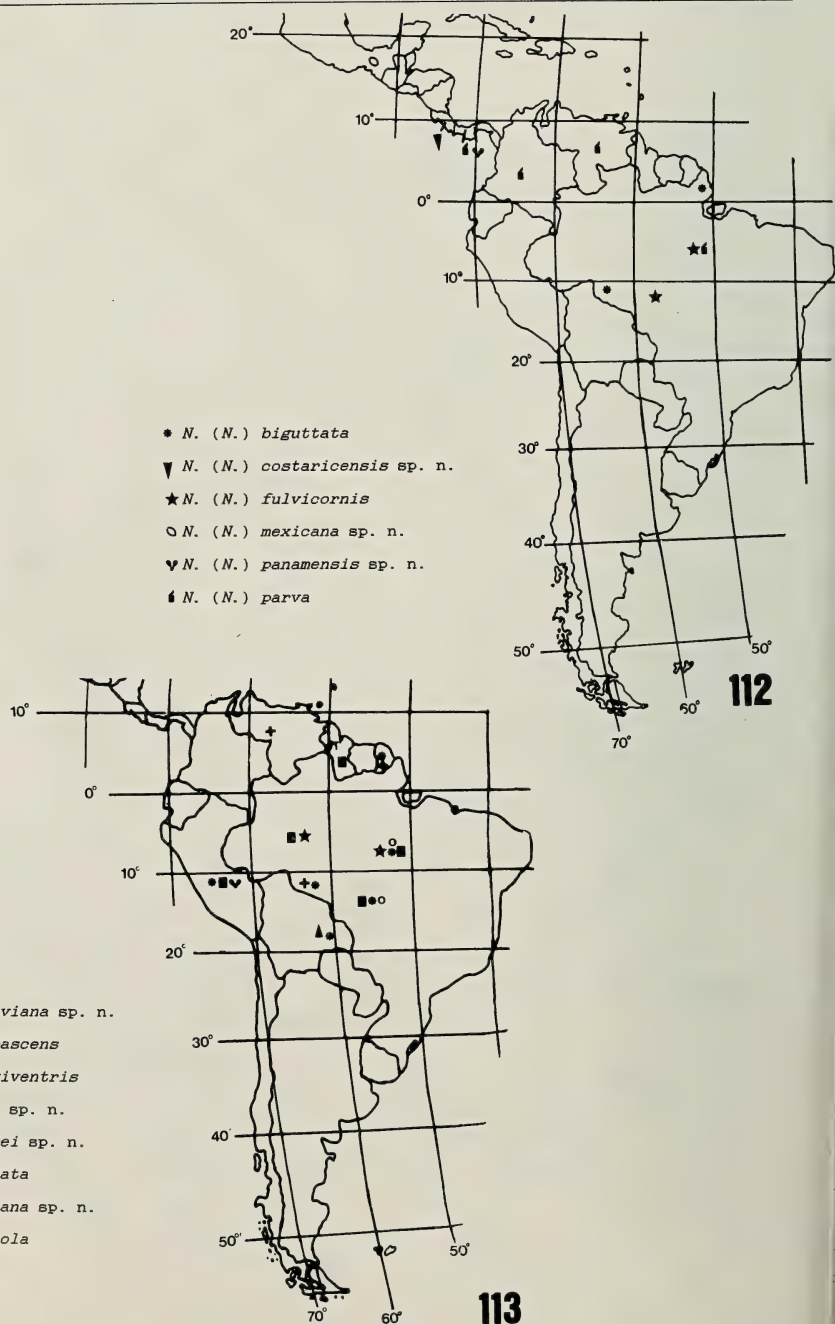 20°
10°
0°
10°
20°
30°
40°
50°
50°
60°
70°
112
* N. (N.) biguttata
N. (N.) costaricensis sp. n.
★ N. (N.) fulvicornis
N. (N.) mexicana sp. n.
N. (N.) panamensis sp. n.
N. (N.) parva
10°
0°
10°
20°
30°
40
50°
50°
60°
70°
113
viana sp. n.
ascens
iventris
sp. n.
ei sp. n.
ata
ana sp. n.
ola